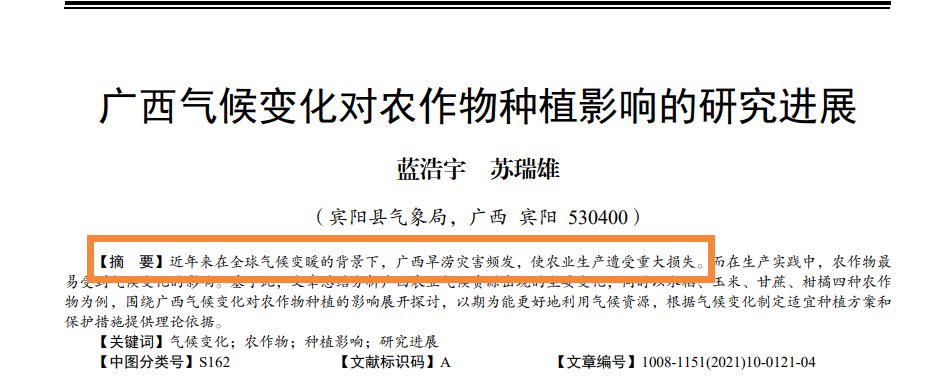 广西气候变化对农作物种植影响的研究进展
蓝浩宇 苏瑞雄
(宾阳县气象局，广西 宾阳 530400)
【摘 要】近年来在全球气候变暖的背景下，广西旱涝灾害频发，使农业生产遭受重大损失。而在生产实践中，农作物最
易受到气候变化的影响。基于此，文章总结分析广西农业气候资源出现的主要变化，同时以水稻、玉米、甘蔗、柑橘四种农作
物为例，围绕广西气候变化对农作物种植的影响展开探讨，以期为能更好地利用气候资源，根据气候变化制定适宜种植方案和
保护措施提供理论依据。
【关键词】气候变化；农作物；种植影响；研究进展
【中图分类号】S162 【文献标识码】A 【文章编号】1008-1151(2021)10-0121-04